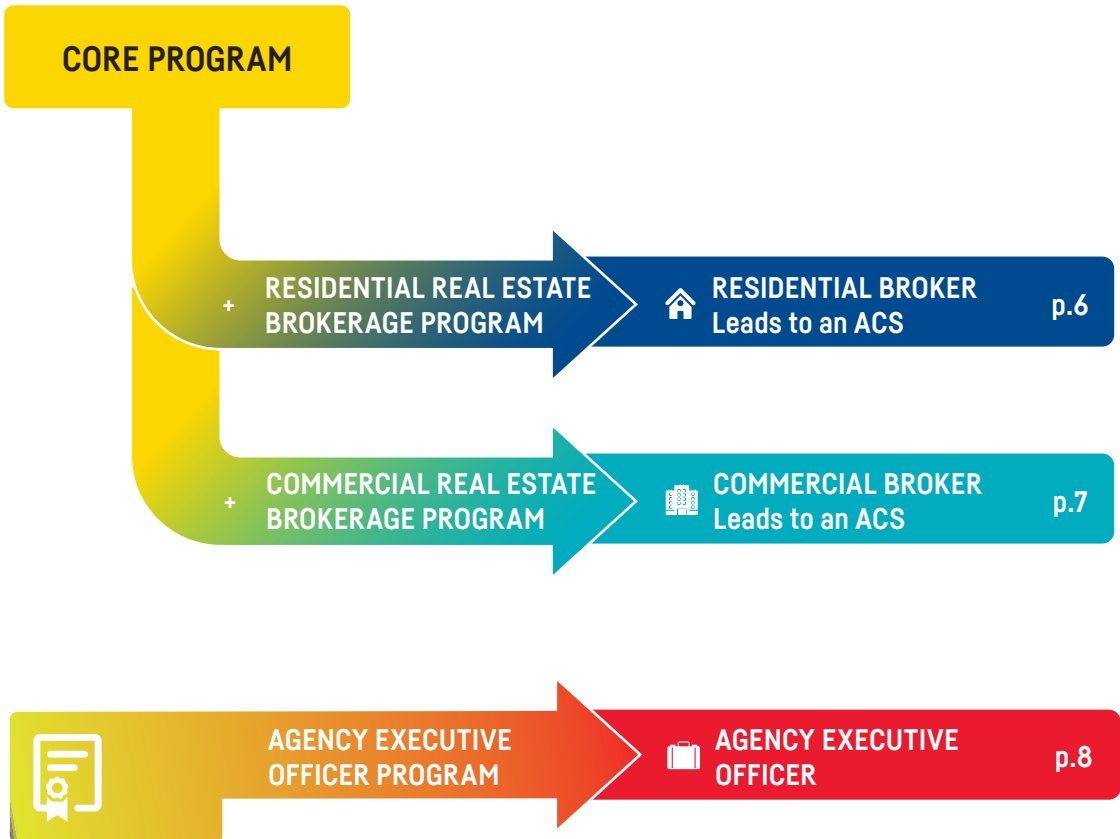 CORE PROGRAM
+ RESIDENTIAL REAL ESTATE
BROKERAGE PROGRAM
RESIDENTIAL BROKER
Leads to an ACS
p.6
+ COMMERCIAL REAL ESTATE
BROKERAGE PROGRAM
COMMERCIAL BROKER
Leads to an ACS
p.7
AGENCY EXECUTIVE
OFFICER PROGRAM
AGENCY EXECUTIVE
OFFICER
p.8